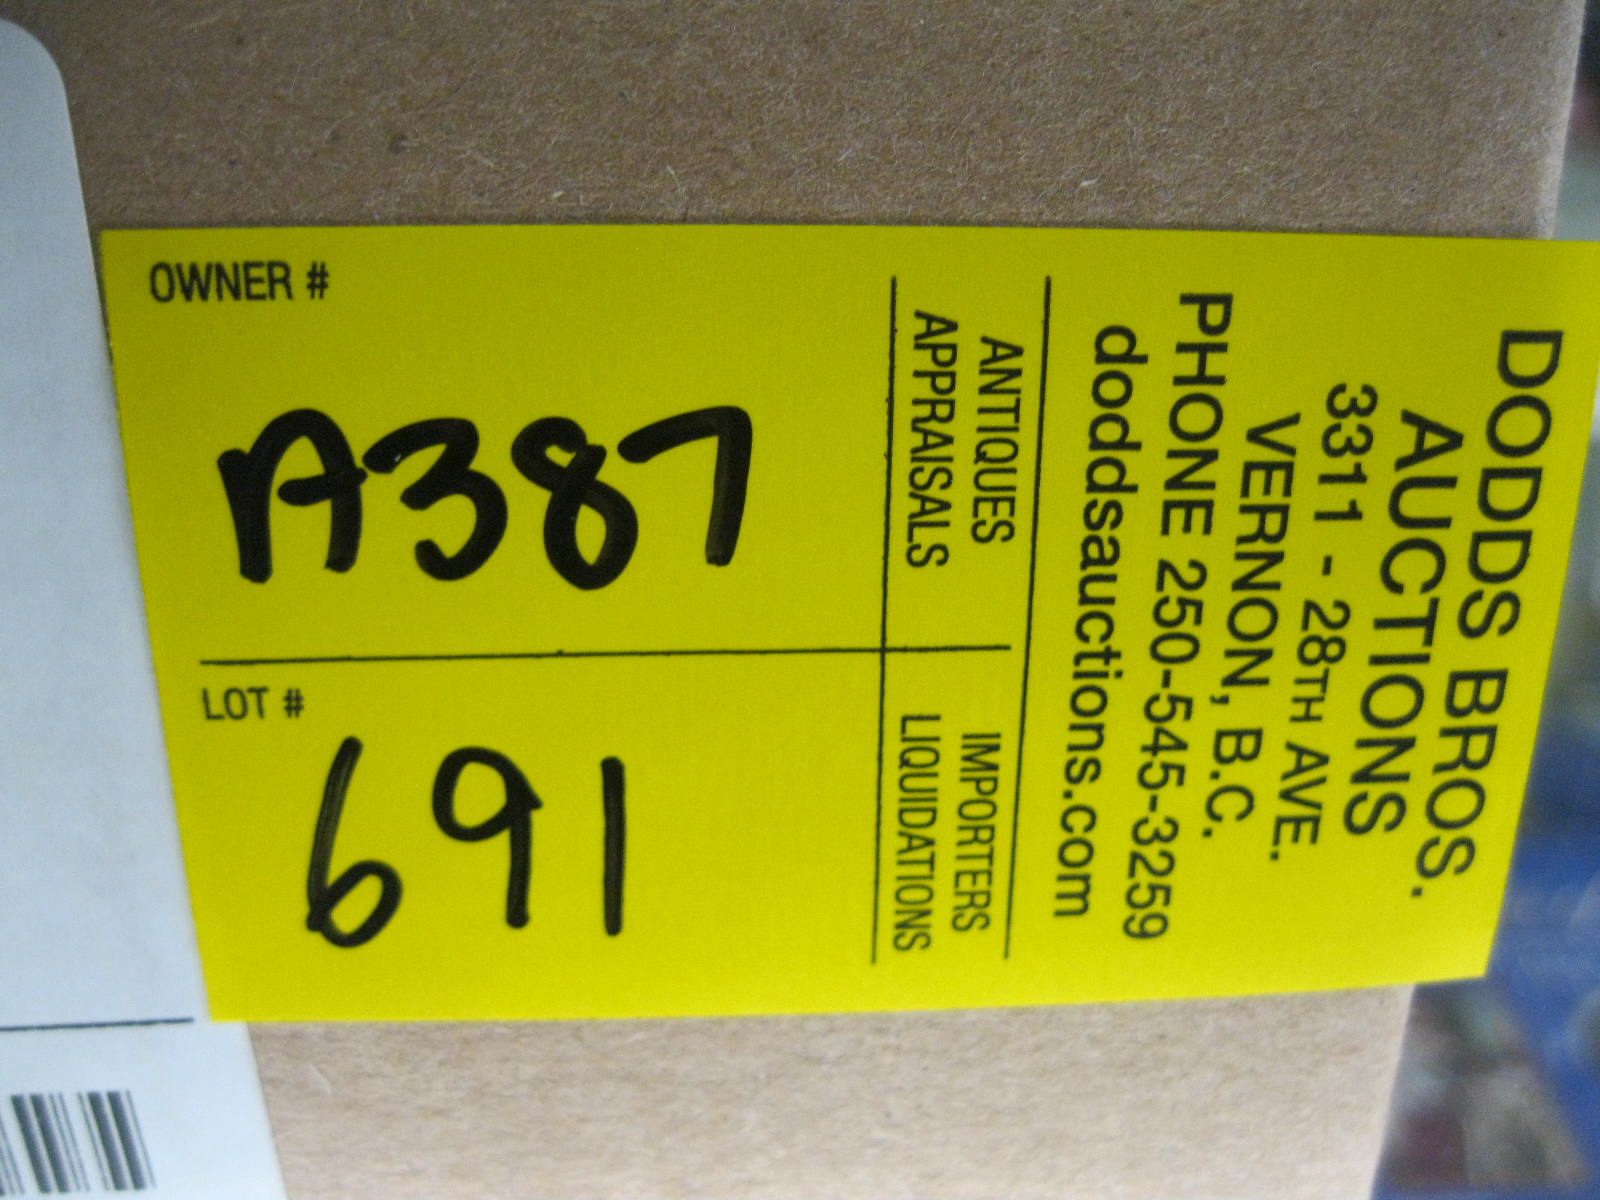 DODDS BROS.
AUCTIONS
3311 - 28TH AVE.
VERNON, B.C.
PHONE 250-545-3259
doddsauctions.com
ANTIQUES
APPRAISALS
IMPORTERS
LIQUIDATIONS
OWNER #
A387
LOT #
691